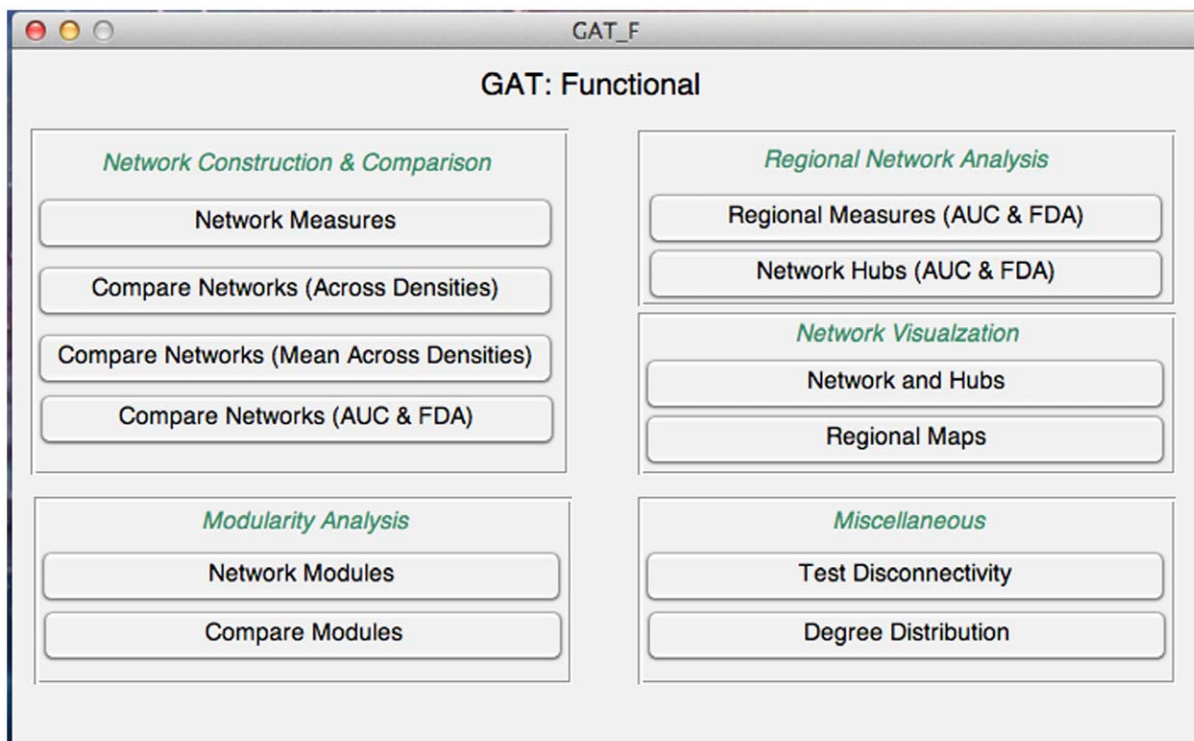 GAT_F
GAT: Functional
Network Construction & Comparison
Network Measures
Compare Networks (Across Densities)
Compare Networks (Mean Across Densities)
Compare Networks (AUC & FDA)
Regional Network Analysis
Regional Measures (AUC & FDA)
Network Hubs (AUC & FDA)
Network Visualzation
Network and Hubs
Regional Maps
Modularity Analysis
Network Modules
Compare Modules
Miscellaneous
Test Disconnectivity
Degree Distribution